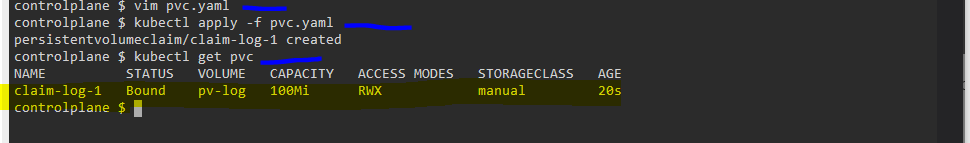 controlplane $ vim pvc.yaml
controlplane $ kubectl apply -f pvc.yaml
persistentvolumeclaim/claim-log-1 created
controlplane $ kubectl get pvc
NAME STATUS VOLUME CAPACITY ACCESS MODES STORAGECLASS AGE
claim-log-1 Bound pv-log 100Mi RWX manual 20s
controlplane $